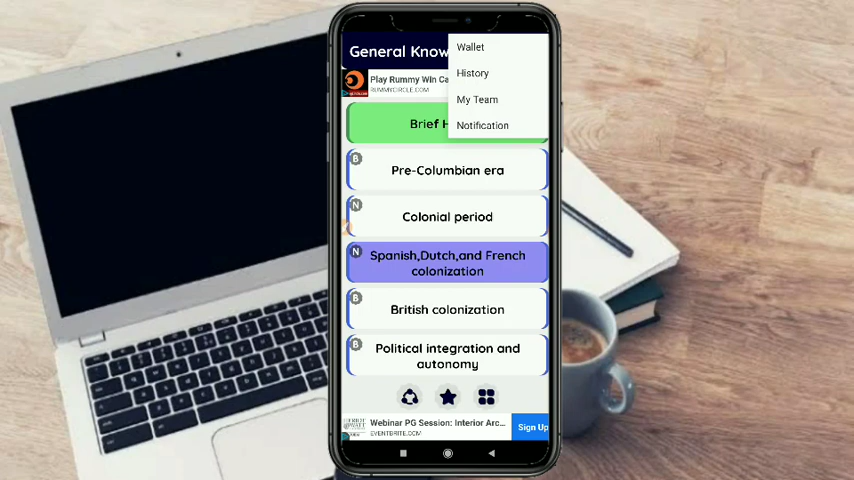 General Know
Wallet
History
My Team
Notification
Play Rummy Win Ca
RUMMYCIRCLE.COM
Brief H
B
Pre-Columbian era
N
Colonial period
N
Spanish,Dutch,and French
colonization
B
British colonization
B
Political integration and
autonomy
Webinar PG Session: Interior Arc...
EVENTBRITE.COM
Sign Up